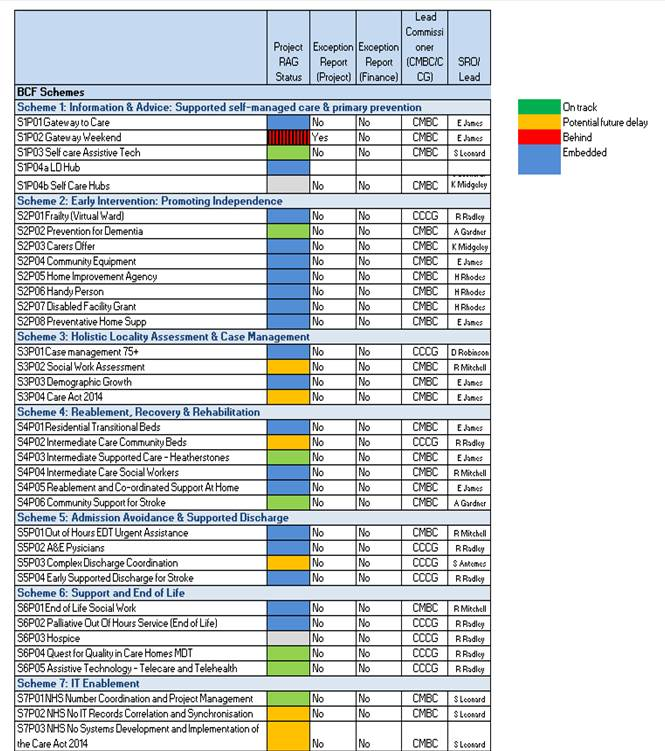 Project RAG Status Exception Report (Project) Exception Report (Finance) Lead Commissi oner (CMBC/C CG) SRO/ Lead
BCF Schemes
Scheme 1: Information & Advice: Supported self-managed care & primary prevention
S1P01 Gateway to Care No No CMBC E James
S1P02 Gateway Weekend Yes No CMBC E James
S1P03 Self care Assistive Tech No No CMBC S Leonard
S1P04a LD Hub
S1P04b Self Care Hubs No No CMBC K Midgeley
Scheme 2: Early Intervention: Promoting Independence
S2P01 Frailty (Virtual Ward) No No CCCG R Radley
S2P02 Prevention for Dementia No No CMBC A Gardner
S2P03 Carers Offer No No CMBC K Midgeley
S2P04 Community Equipment No No CMBC E James
S2P05 Home Improvement Agency No No CMBC H Rhodes
S2P06 Handy Person No No CMBC H Rhodes
S2P07 Disabled Facility Grant No No CMBC H Rhodes
S2P08 Preventative Home Supp No No CMBC E James
Scheme 3: Holistic Locality Assessment & Case Management
S3P01 Case management 75+ No No CCCG D Robinson
S3P02 Social Work Assessment No No CMBC R Mitchell
S3P03 Demographic Growth No No CMBC E James
S3P04 Care Act 2014 No No CMBC E James
Scheme 4: Reablement, Recovery & Rehabilitation
S4P01 Residential Transitional Beds No No CMBC E James
S4P02 Intermediate Care Community Beds No No CCCG R Radley
S4P03 Intermediate Supported Care - Heatherstones No No CMBC E James
S4P04 Intermediate Care Social Workers No No CMBC R Mitchell
S4P05 Reablement and Co-ordinated Support At Home No No CMBC E James
S4P06 Community Support for Stroke No No CMBC A Gardner
Scheme 5: Admission Avoidance & Supported Discharge
S5P01 Out of Hours EDT Urgent Assistance No No CMBC R Mitchell
S5P02 A&E Pysicians No No CCCG R Radley
S5P03 Complex Discharge Coordination No No CCCG S Antemes
S5P04 Early Supported Discharge for Stroke No No CCCG R Radley
Scheme 6: Support and End of Life
S6P01 End of Life Social Work No No CMBC R Mitchell
S6P02 Palliative Out Of Hours Service (End of Life) No No CCCG R Radley
S6P03 Hospice No No CCCG R Radley
S6P04 Quest for Quality in Care Homes MDT No No CCCG R Radley
S6P05 Assistive Technology - Telecare and Telehealth No No CCCG R Radley
Scheme 7: IT Enablement
S7P01 NHS Number Coordination and Project Management No No CMBC S Leonard
S7P02 NHS No IT Records Correlation and Synchronisation No No CMBC S Leonard
S7P03 NHS No Systems Development and Implementation of
the Care Act 2014 No No CMBC S Leonard
On track
Potential future delay
Behind
Embedded